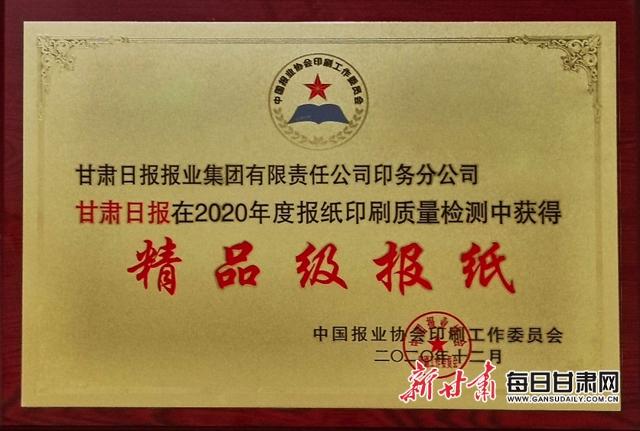 中国报业协会印刷工作委员会
甘肃日报报业集团有限责任公司印务分公司
甘肃日报在2020年度报纸印刷质量检测中获得
精品级报纸
中国报业协会印刷工作委员会
二〇二〇年十二月
新甘肃 每日甘肃网
WWW.GANSUDAILY.COM.CN